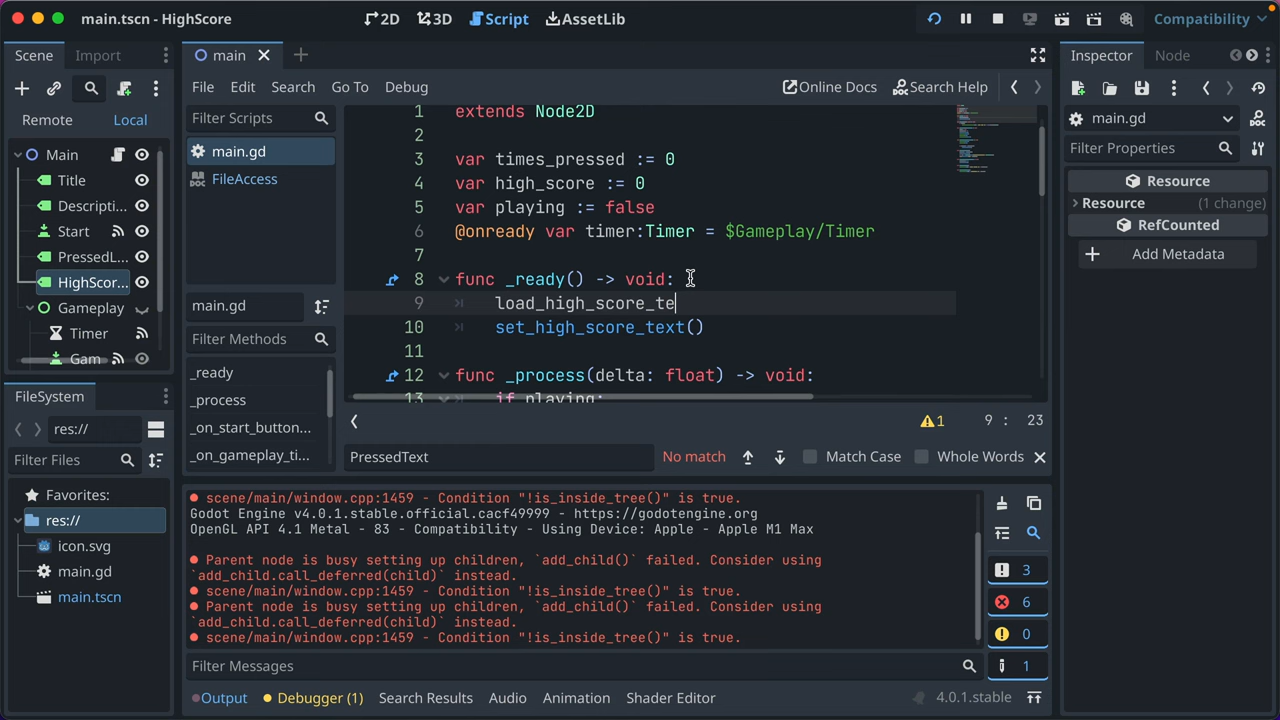 main.tscn - HighScore
2D
3D
Script
AssetLib
Compatibility
Scene
Import
main
Inspector
Node
File
Edit
Search
Go To
Debug
Online Docs
Search Help
Remote
Local
Filter Scripts
main.gd
FileAccess
main.gd
Filter Methods
_ready
_process
_on_start_button...
_on_gameplay_ti...
Main
Title
Descripti...
Start
PressedL...
HighScor...
Gameplay
Timer
Gam
1 extends Node2D
2
3 var times_pressed := 0
4 var high_score := 0
5 var playing := false
6 @onready var timer:Timer = $Gameplay/Timer
7
8 func _ready() -> void:
9 load_high_score_te
10 set_high_score_text()
11
12 func _process(delta: float) -> void:
13 if playing:
1
9 : 23
PressedText
No match
Match Case
Whole Words
main.gd
Filter Properties
Resource
Resource (1 change)
RefCounted
Add Metadata
FileSystem
res://
Filter Files
Favorites:
res://
icon.svg
main.gd
main.tscn
scene/main/window.cpp:1459 - Condition "!is_inside_tree()" is true.
Godot Engine v4.0.1.stable.official.cacf49999 - https://godotengine.org
OpenGL API 4.1 Metal - 83 - Compatibility - Using Device: Apple - Apple M1 Max
Parent node is busy setting up children, `add_child()` failed. Consider using
`add_child.call_deferred(child)` instead.
scene/main/window.cpp:1459 - Condition "!is_inside_tree()" is true.
Parent node is busy setting up children, `add_child()` failed. Consider using
`add_child.call_deferred(child)` instead.
scene/main/window.cpp:1459 - Condition "!is_inside_tree()" is true.
3
6
0
1
Filter Messages
Output
Debugger (1)
Search Results
Audio
Animation
Shader Editor
4.0.1.stable